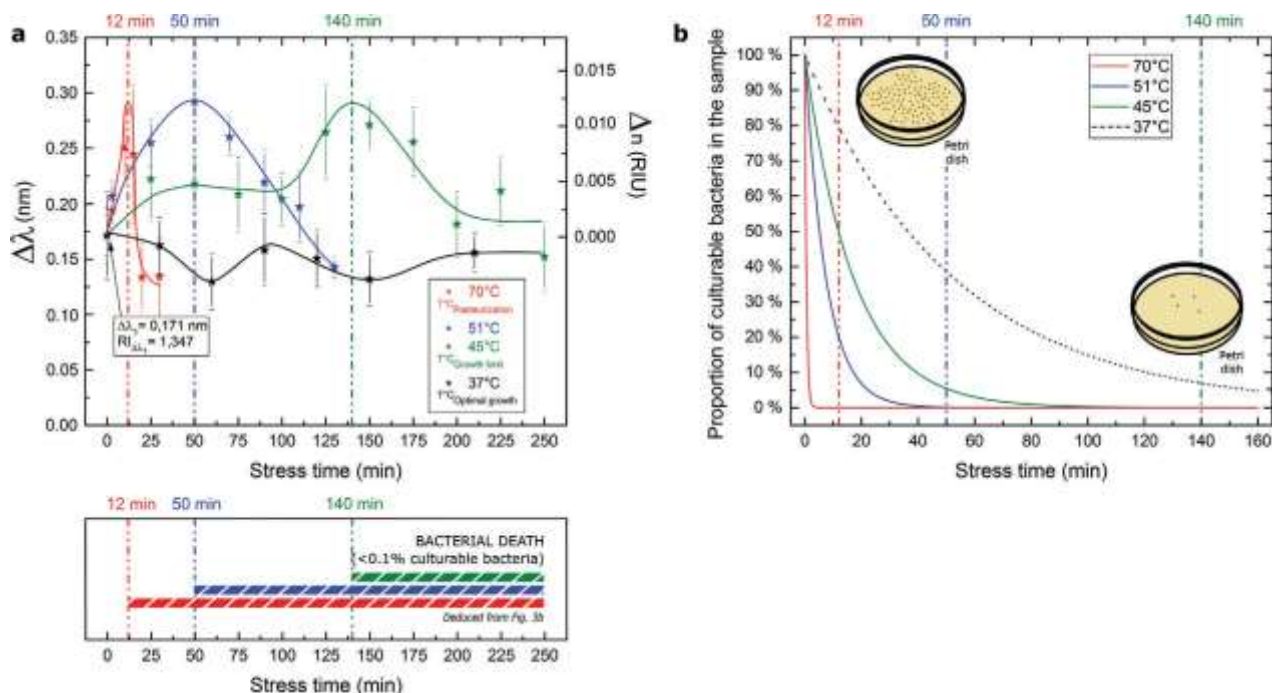 12 min 50 min 140 min
a
0.35
0.30
0.25
0.20
0.15
0.10
0.05
0.00
Δλ (nm)
0.015
0.010
0.005
0.000
Δn (RIU)
70°C
T°C Pasteurization
51°C
45°C
T°C Growth limit
37°C
T°C Optimal growth
Δλ = 0,171 nm
= 1,347
0 25 50 75 100 125 150 175 200 225 250
Stress time (min)
12 min 50 min 140 min
BACTERIAL DEATH
(<0.1% culturable bacteria)
Deduced from Fig. 3b
0 25 50 75 100 125 150 175 200 225 250
Stress time (min)
b
12 min 50 min 140 min
100 %
90 %
80 %
70 %
60 %
50 %
40 %
30 %
20 %
10 %
0 %
Proportion of culturable bacteria in the sample
70°C
51°C
45°C
37°C
Petri
dish
Petri
dish
0 20 40 60 80 100 120 140 160
Stress time (min)